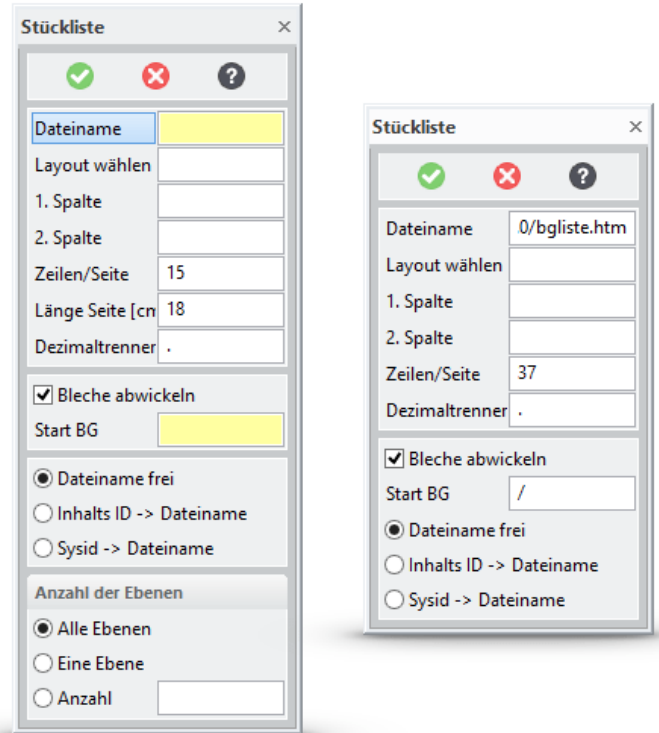 Stückliste
Dateiname
Layout wählen
1. Spalte
2. Spalte
Zeilen/Seite 15
Länge Seite [cm 18
Dezimaltrenner .
Bleche abwickeln
Start BG
Dateiname frei
Inhalts ID -> Dateiname
Sysid -> Dateiname
Anzahl der Ebenen
Alle Ebenen
Eine Ebene
Anzahl
Stückliste
Dateiname .0/bgliste.htm
Layout wählen
1. Spalte
2. Spalte
Zeilen/Seite 37
Dezimaltrenner .
Bleche abwickeln
Start BG /
Dateiname frei
Inhalts ID -> Dateiname
Sysid -> Dateiname